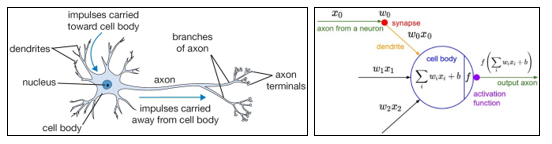 impulses carried
toward cell body
branches
of axon
dendrites
nucleus
axon
axon
terminals
impulses carried
away from cell body
cell body
x₀
w₀
synapse
axon from a neuron
w₀x₀
dendrite
cell body
f(∑ᵢ wᵢxᵢ + b)
w₁x₁
∑ᵢ wᵢxᵢ + b
f
output axon
activation
function
w₂x₂